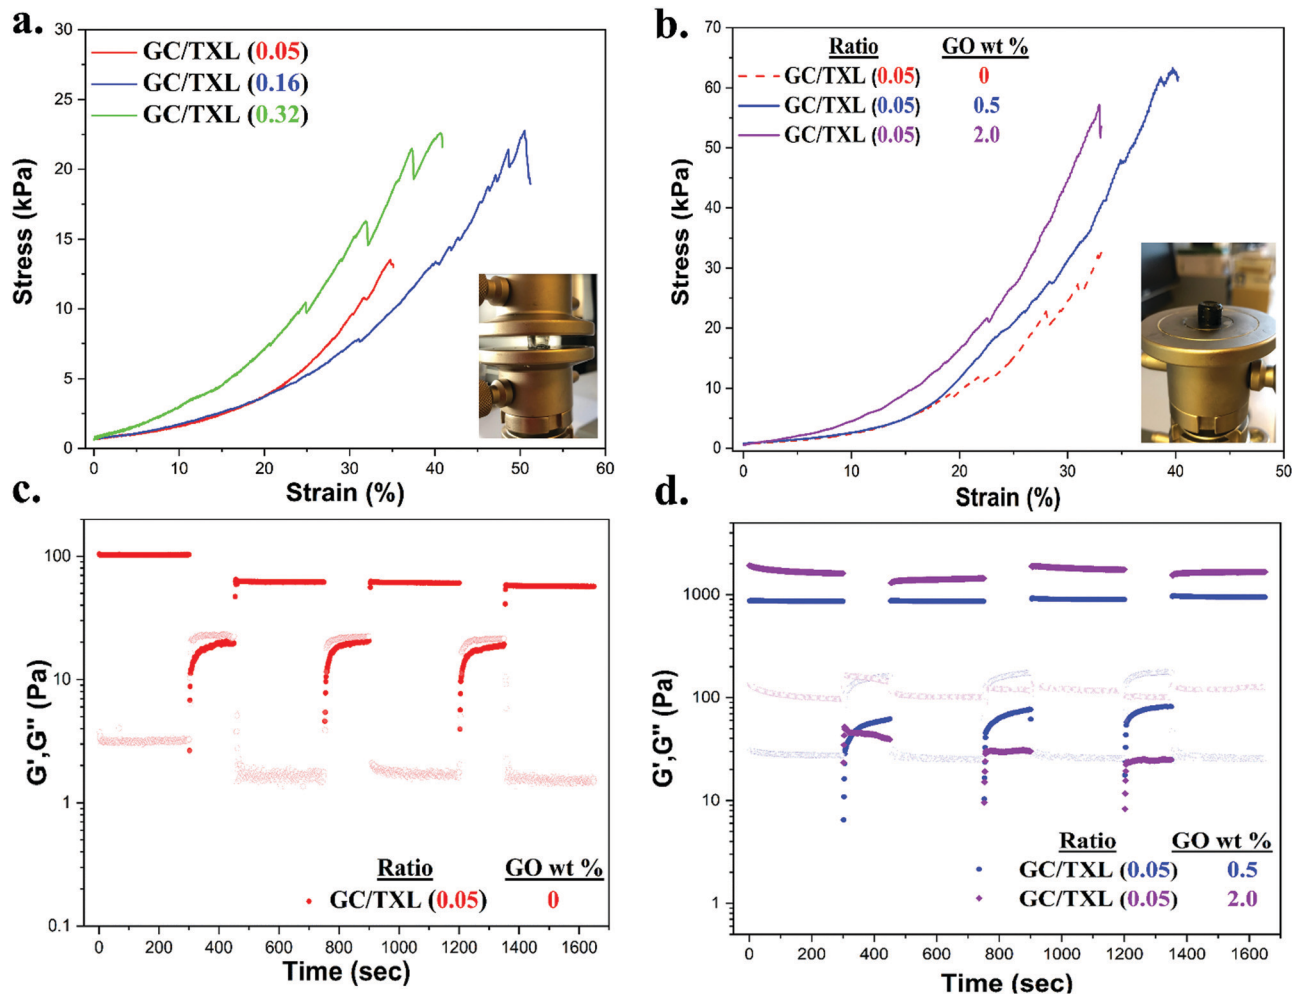 a.
GC/TXL (0.05)
GC/TXL (0.16)
GC/TXL (0.32)
30
25
20
15
10
5
0
Stress (kPa)
0 10 20 30 40 50 60
Strain (%)
b.
Ratio GO wt %
GC/TXL (0.05) 0
GC/TXL (0.05) 0.5
GC/TXL (0.05) 2.0
70
60
50
40
30
20
10
0
Stress (kPa)
0 10 20 30 40 50
Strain (%)
c.
100
10
1
0.1
G',G'' (Pa)
Ratio GO wt %
GC/TXL (0.05) 0
0 200 400 600 800 1000 1200 1400 1600
Time (sec)
d.
1000
100
10
1
G',G'' (Pa)
Ratio GO wt %
GC/TXL (0.05) 0.5
GC/TXL (0.05) 2.0
0 200 400 600 800 1000 1200 1400 1600
Time (sec)